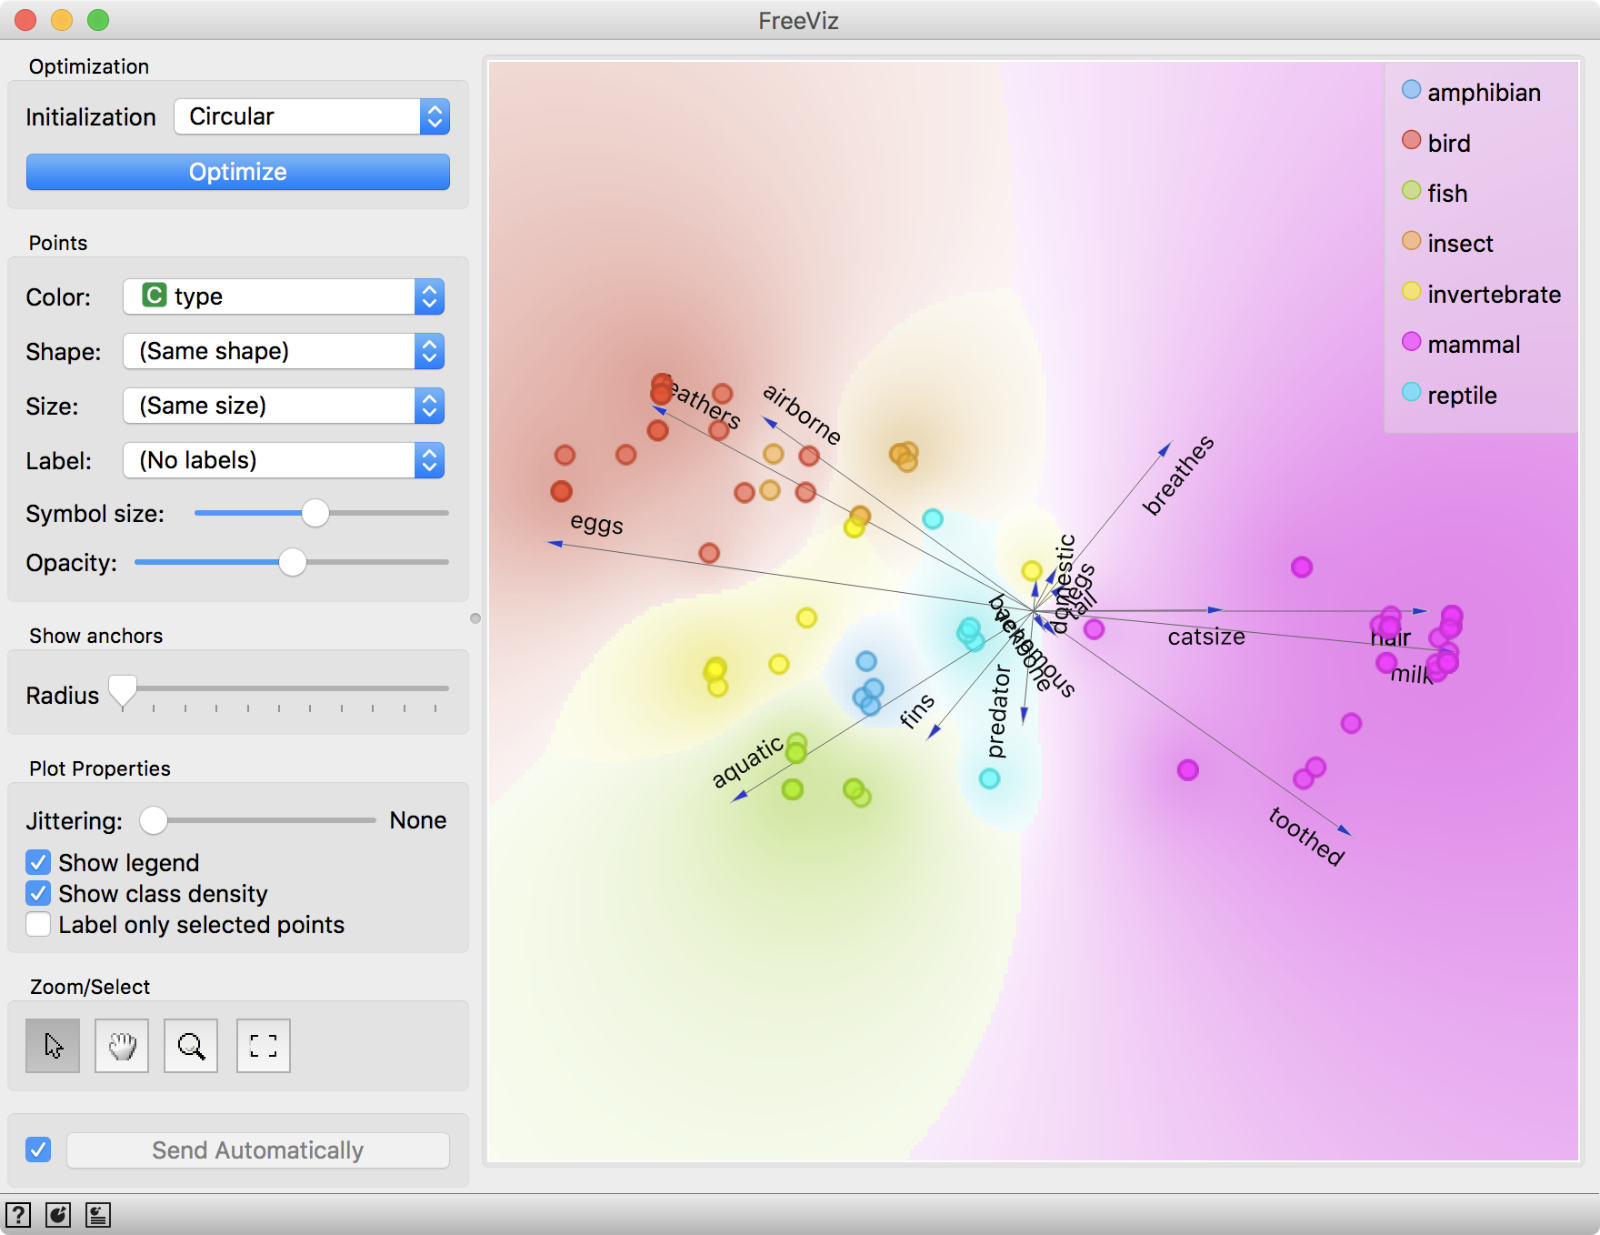 FreeViz
Optimization
Initialization Circular
Optimize
Points
Color: C type
Shape: (Same shape)
Size: (Same size)
Label: (No labels)
Symbol size:
Opacity:
Show anchors
Radius
Plot Properties
Jittering: None
Show legend
Show class density
Label only selected points
Zoom/Select
Send Automatically
?
amphibian
bird
fish
insect
invertebrate
mammal
reptile
feathers
airborne
eggs
breathes
domestic
legs
tail
catsize
hair
milk
backbone
venomous
predator
fins
aquatic
toothed